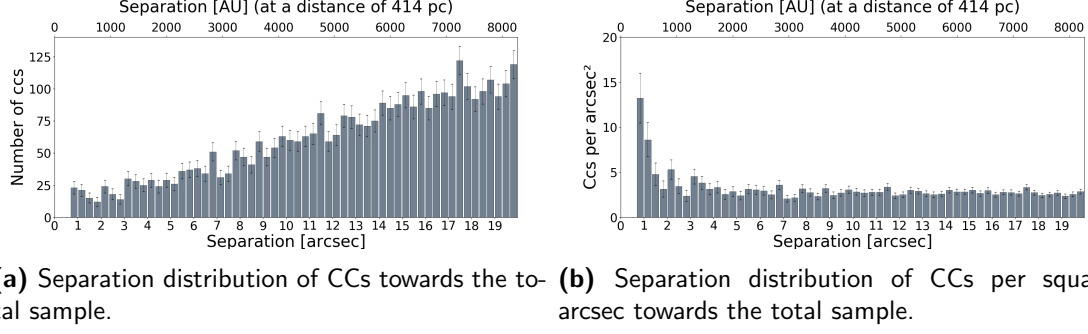 Separation [AU] (at a distance of 414 pc)
0 1000 2000 3000 4000 5000 6000 7000 8000
Number of ccs
125
100
75
50
25
0
0 1 2 3 4 5 6 7 8 9 10 11 12 13 14 15 16 17 18 19
Separation [arcsec]
(a) Separation distribution of CCs towards the to-
tal sample.
Separation [AU] (at a distance of 414 pc)
0 1000 2000 3000 4000 5000 6000 7000 8000
Ccs per arcsec²
20
15
10
5
0
0 1 2 3 4 5 6 7 8 9 10 11 12 13 14 15 16 17 18 19
Separation [arcsec]
(b) Separation distribution of CCs per squa
arcsec towards the total sample.